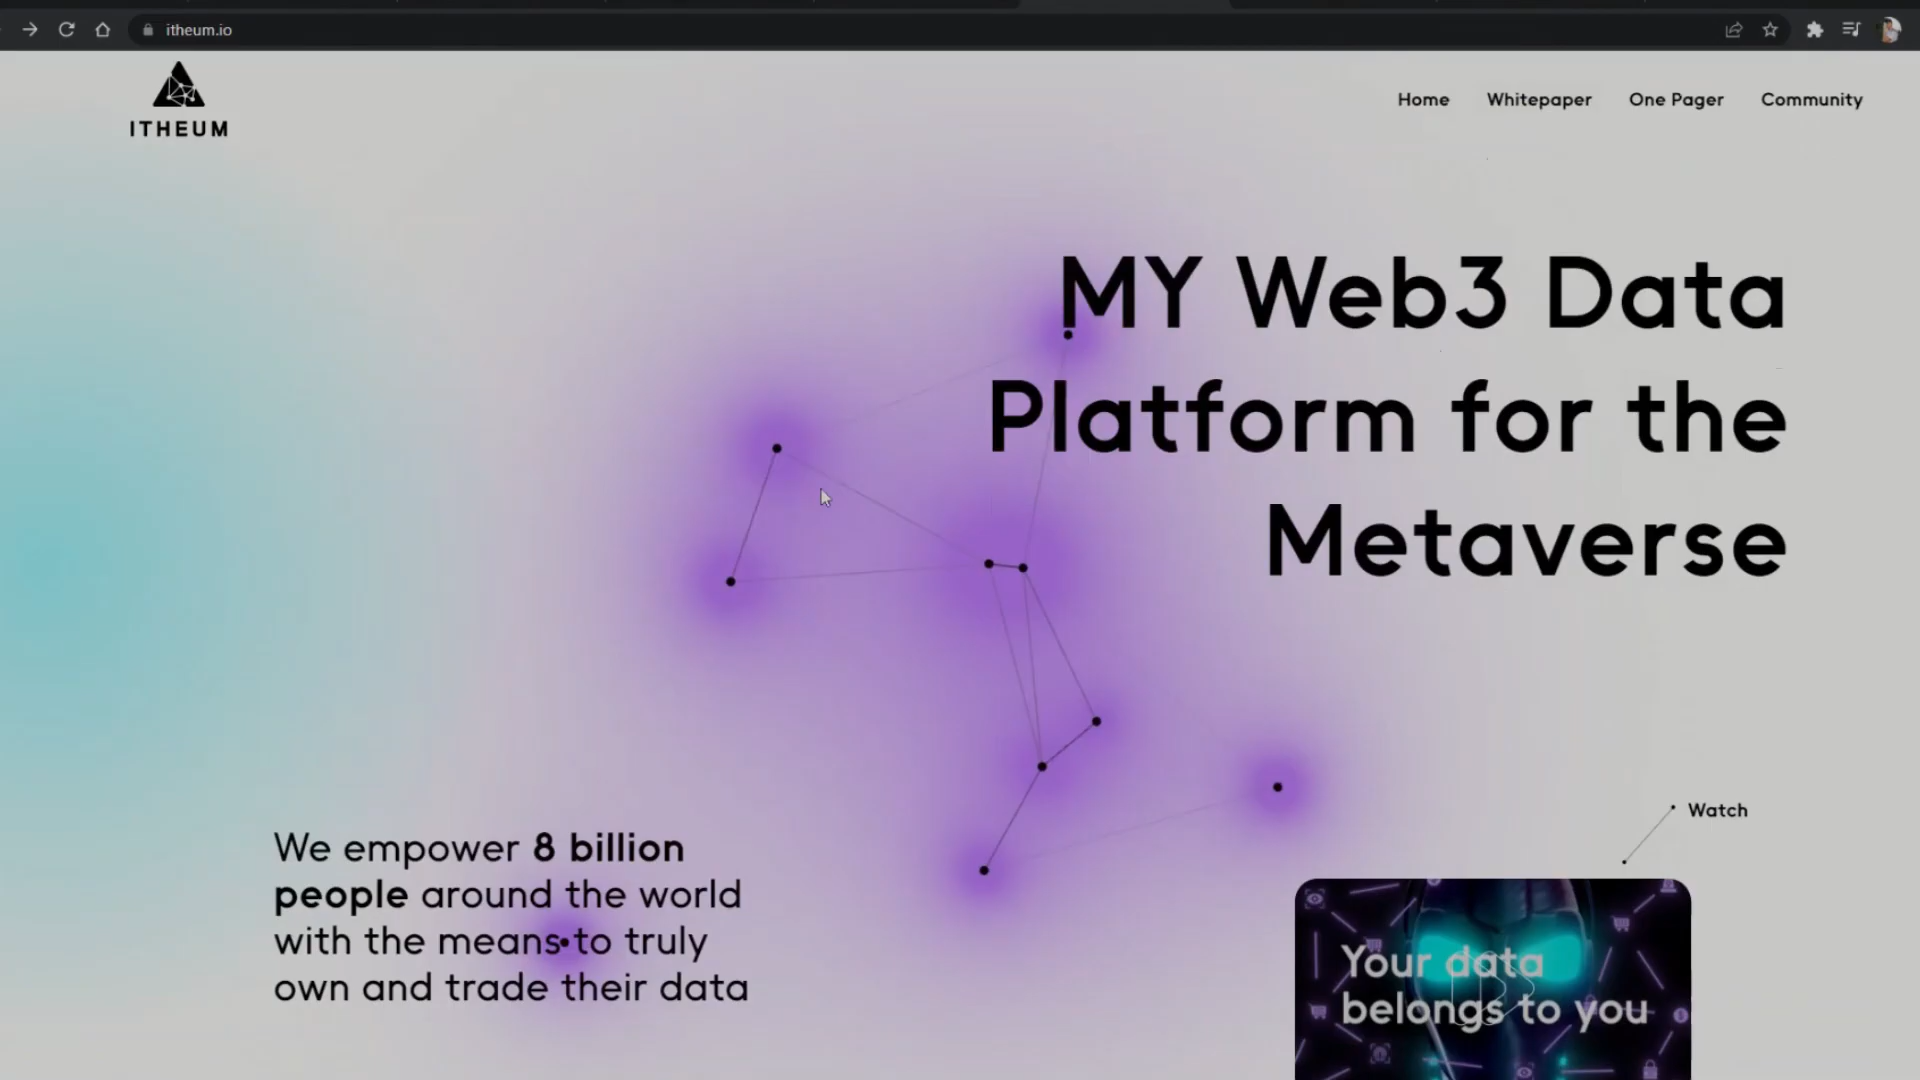 itheum.io
ITHEUM
Home Whitepaper One Pager Community
MY Web3 Data
Platform for the
Metaverse
We empower 8 billion
people around the world
with the means to truly
own and trade their data
Watch
Your data
belongs to you